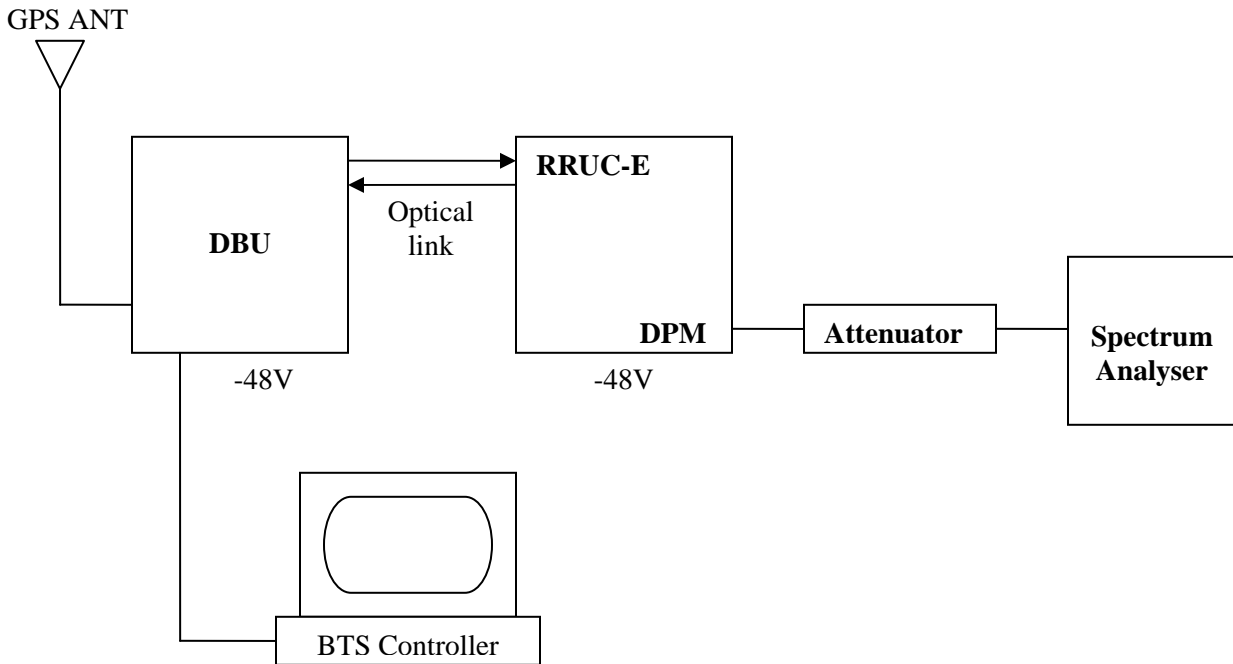 GPS ANT
RRUC-E
Optical
link
DBU
DPM
Attenuator
Spectrum
Analyser
-48V
-48V
BTS Controller